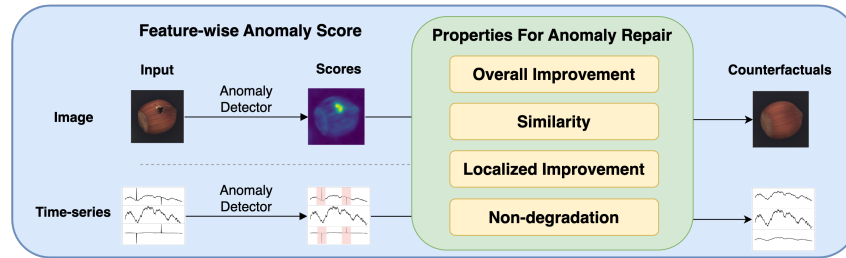 Feature-wise Anomaly Score
Properties For Anomaly Repair
Input
Scores
Counterfactuals
Overall Improvement
Image
Anomaly
Detector
Similarity
Localized Improvement
Time-series
Anomaly
Detector
Non-degradation